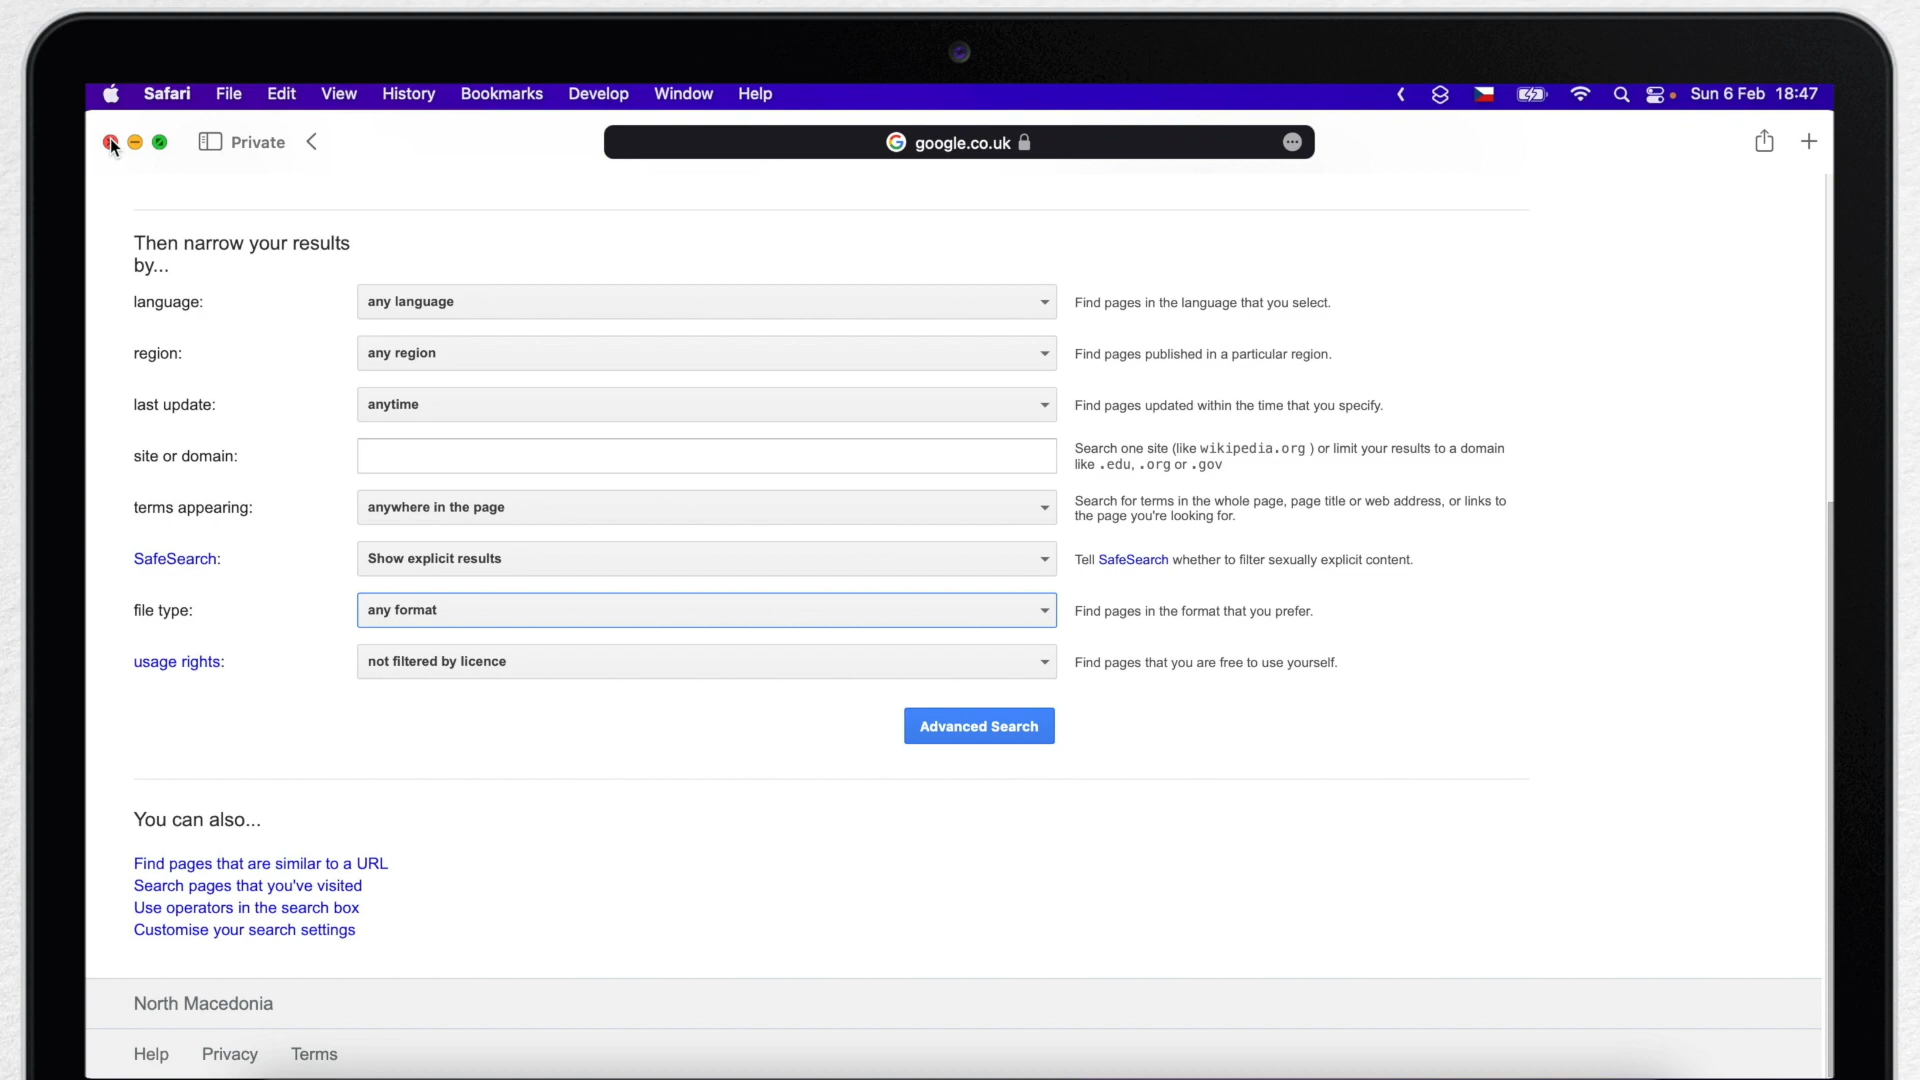 Safari File Edit View History Bookmarks Develop Window Help Sun 6 Feb 18:47
Private google.co.uk
Then narrow your results
by...
language: any language Find pages in the language that you select.
region: any region Find pages published in a particular region.
last update: anytime Find pages updated within the time that you specify.
site or domain: Search one site (like wikipedia.org ) or limit your results to a domain
like .edu, .org or .gov
terms appearing: anywhere in the page Search for terms in the whole page, page title or web address, or links to
the page you're looking for.
SafeSearch: Show explicit results Tell SafeSearch whether to filter sexually explicit content.
file type: any format Find pages in the format that you prefer.
usage rights: not filtered by licence Find pages that you are free to use yourself.
Advanced Search
You can also...
Find pages that are similar to a URL
Search pages that you've visited
Use operators in the search box
Customise your search settings
North Macedonia
Help Privacy Terms